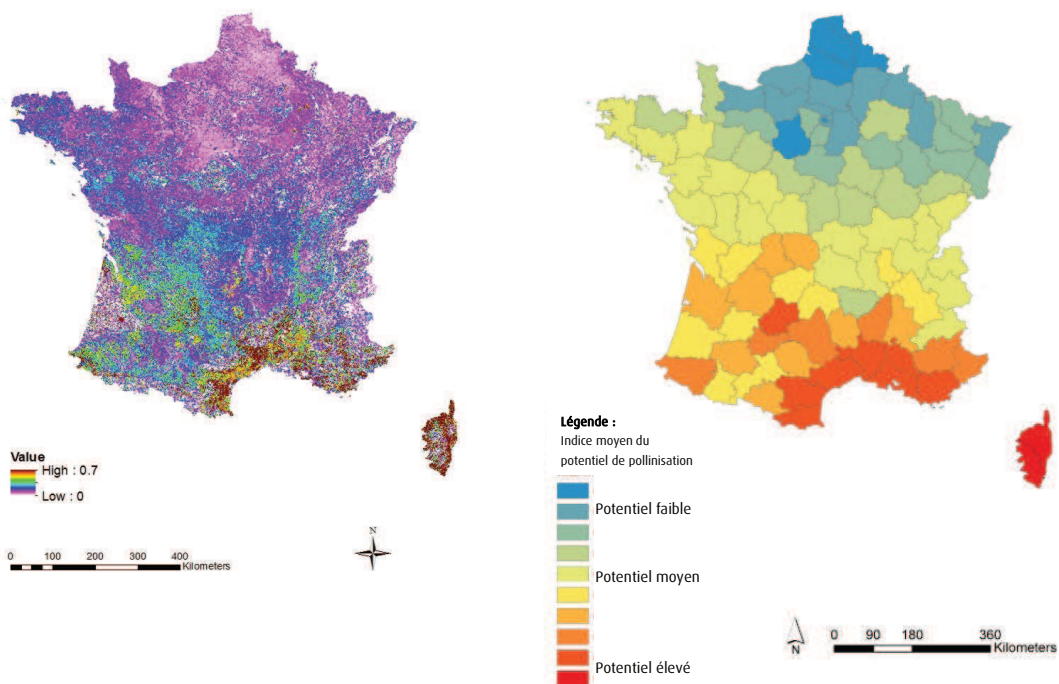 Value
High : 0.7
Low : 0
N
0 100 200 300 400
Kilometers
Légende :
Indice moyen du
potentiel de pollinisation
Potentiel faible
Potentiel moyen
Potentiel élevé
N
0 90 180 360
Kilometers